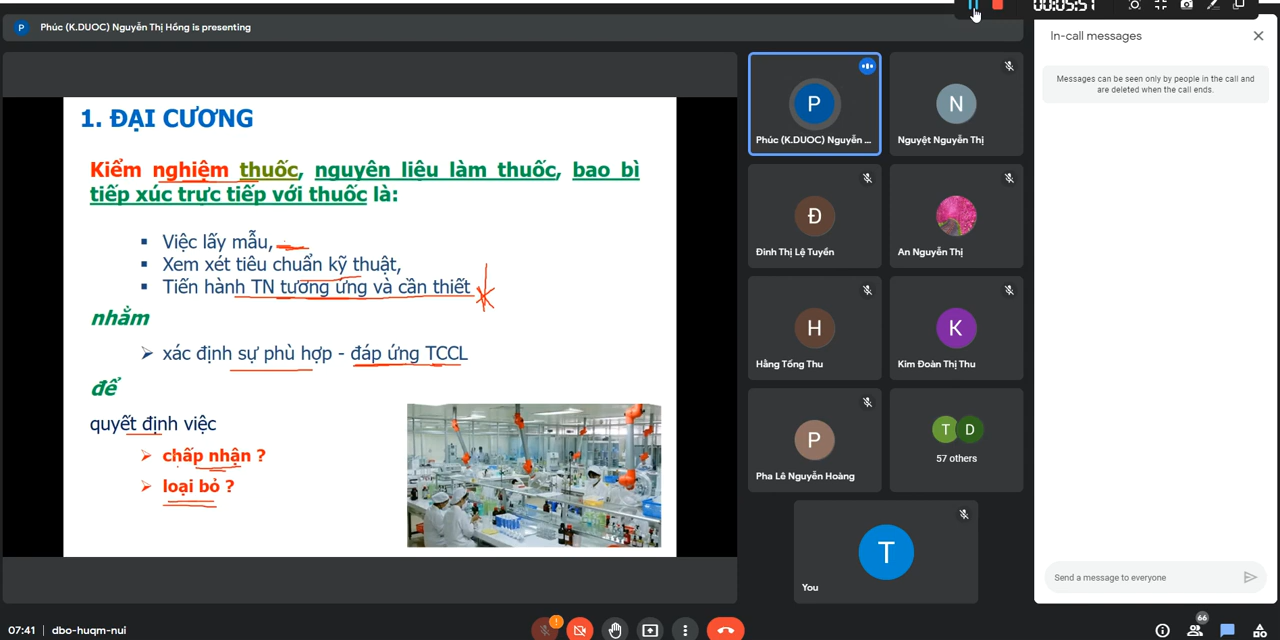 00:05:51
P Phúc (K.DUOC) Nguyễn Thị Hồng is presenting
In-call messages
Messages can be seen only by people in the call and
are deleted when the call ends.
1. ĐẠI CƯƠNG
Kiểm nghiệm thuốc, nguyên liệu làm thuốc, bao bì
tiếp xúc trực tiếp với thuốc là:
▪ Việc lấy mẫu,
▪ Xem xét tiêu chuẩn kỹ thuật,
▪ Tiến hành TN tương ứng và cần thiết
nhằm
➢ xác định sự phù hợp - đáp ứng TCCL
để
quyết định việc
➢ chấp nhận ?
➢ loại bỏ ?
P
Phúc (K.DUOC) Nguyễn ...
N
Nguyệt Nguyễn Thị
Đ
Đinh Thị Lệ Tuyền
An Nguyễn Thị
H
Hằng Tống Thu
K
Kim Đoàn Thị Thu
P
Pha Lê Nguyễn Hoàng
T D
57 others
T
You
Send a message to everyone
07:41 | dbo-huqm-nui
!
66